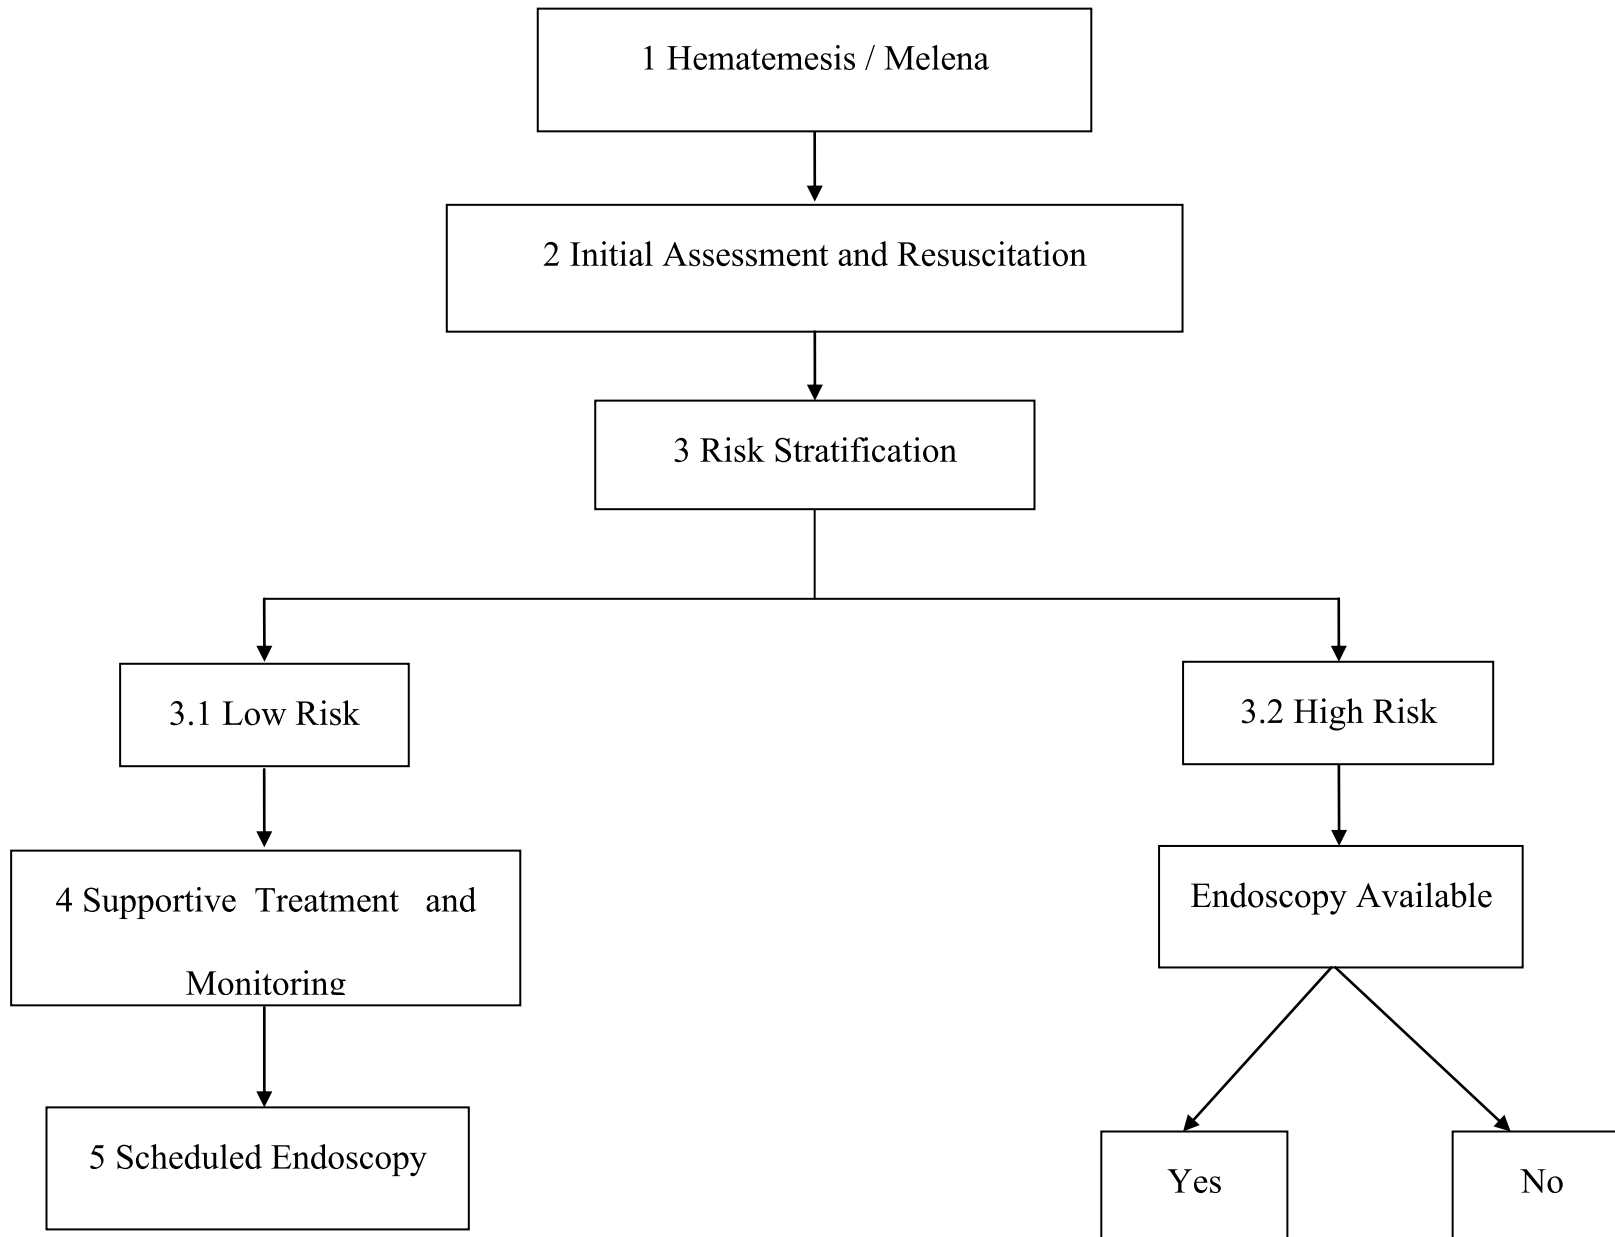 1 Hematemesis / Melena
2 Initial Assessment and Resuscitation
3 Risk Stratification
3.1 Low Risk
3.2 High Risk
4 Supportive Treatment and
Monitoring
Endoscopy Available
5 Scheduled Endoscopy
Yes
No